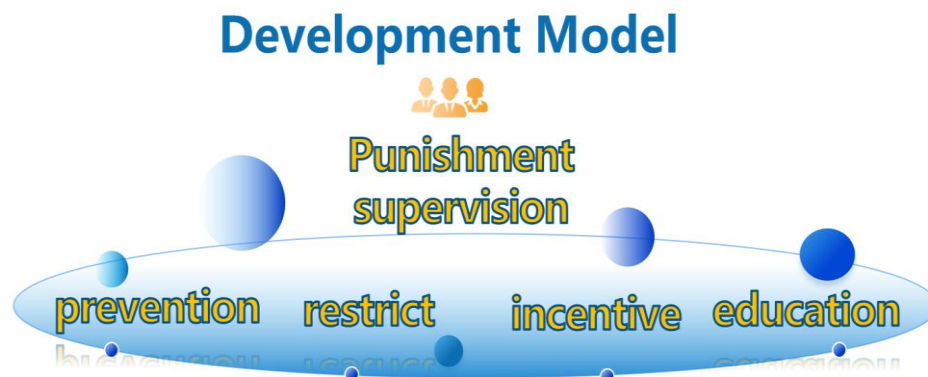 Development Model
Punishment
supervision
prevention restrict incentive education